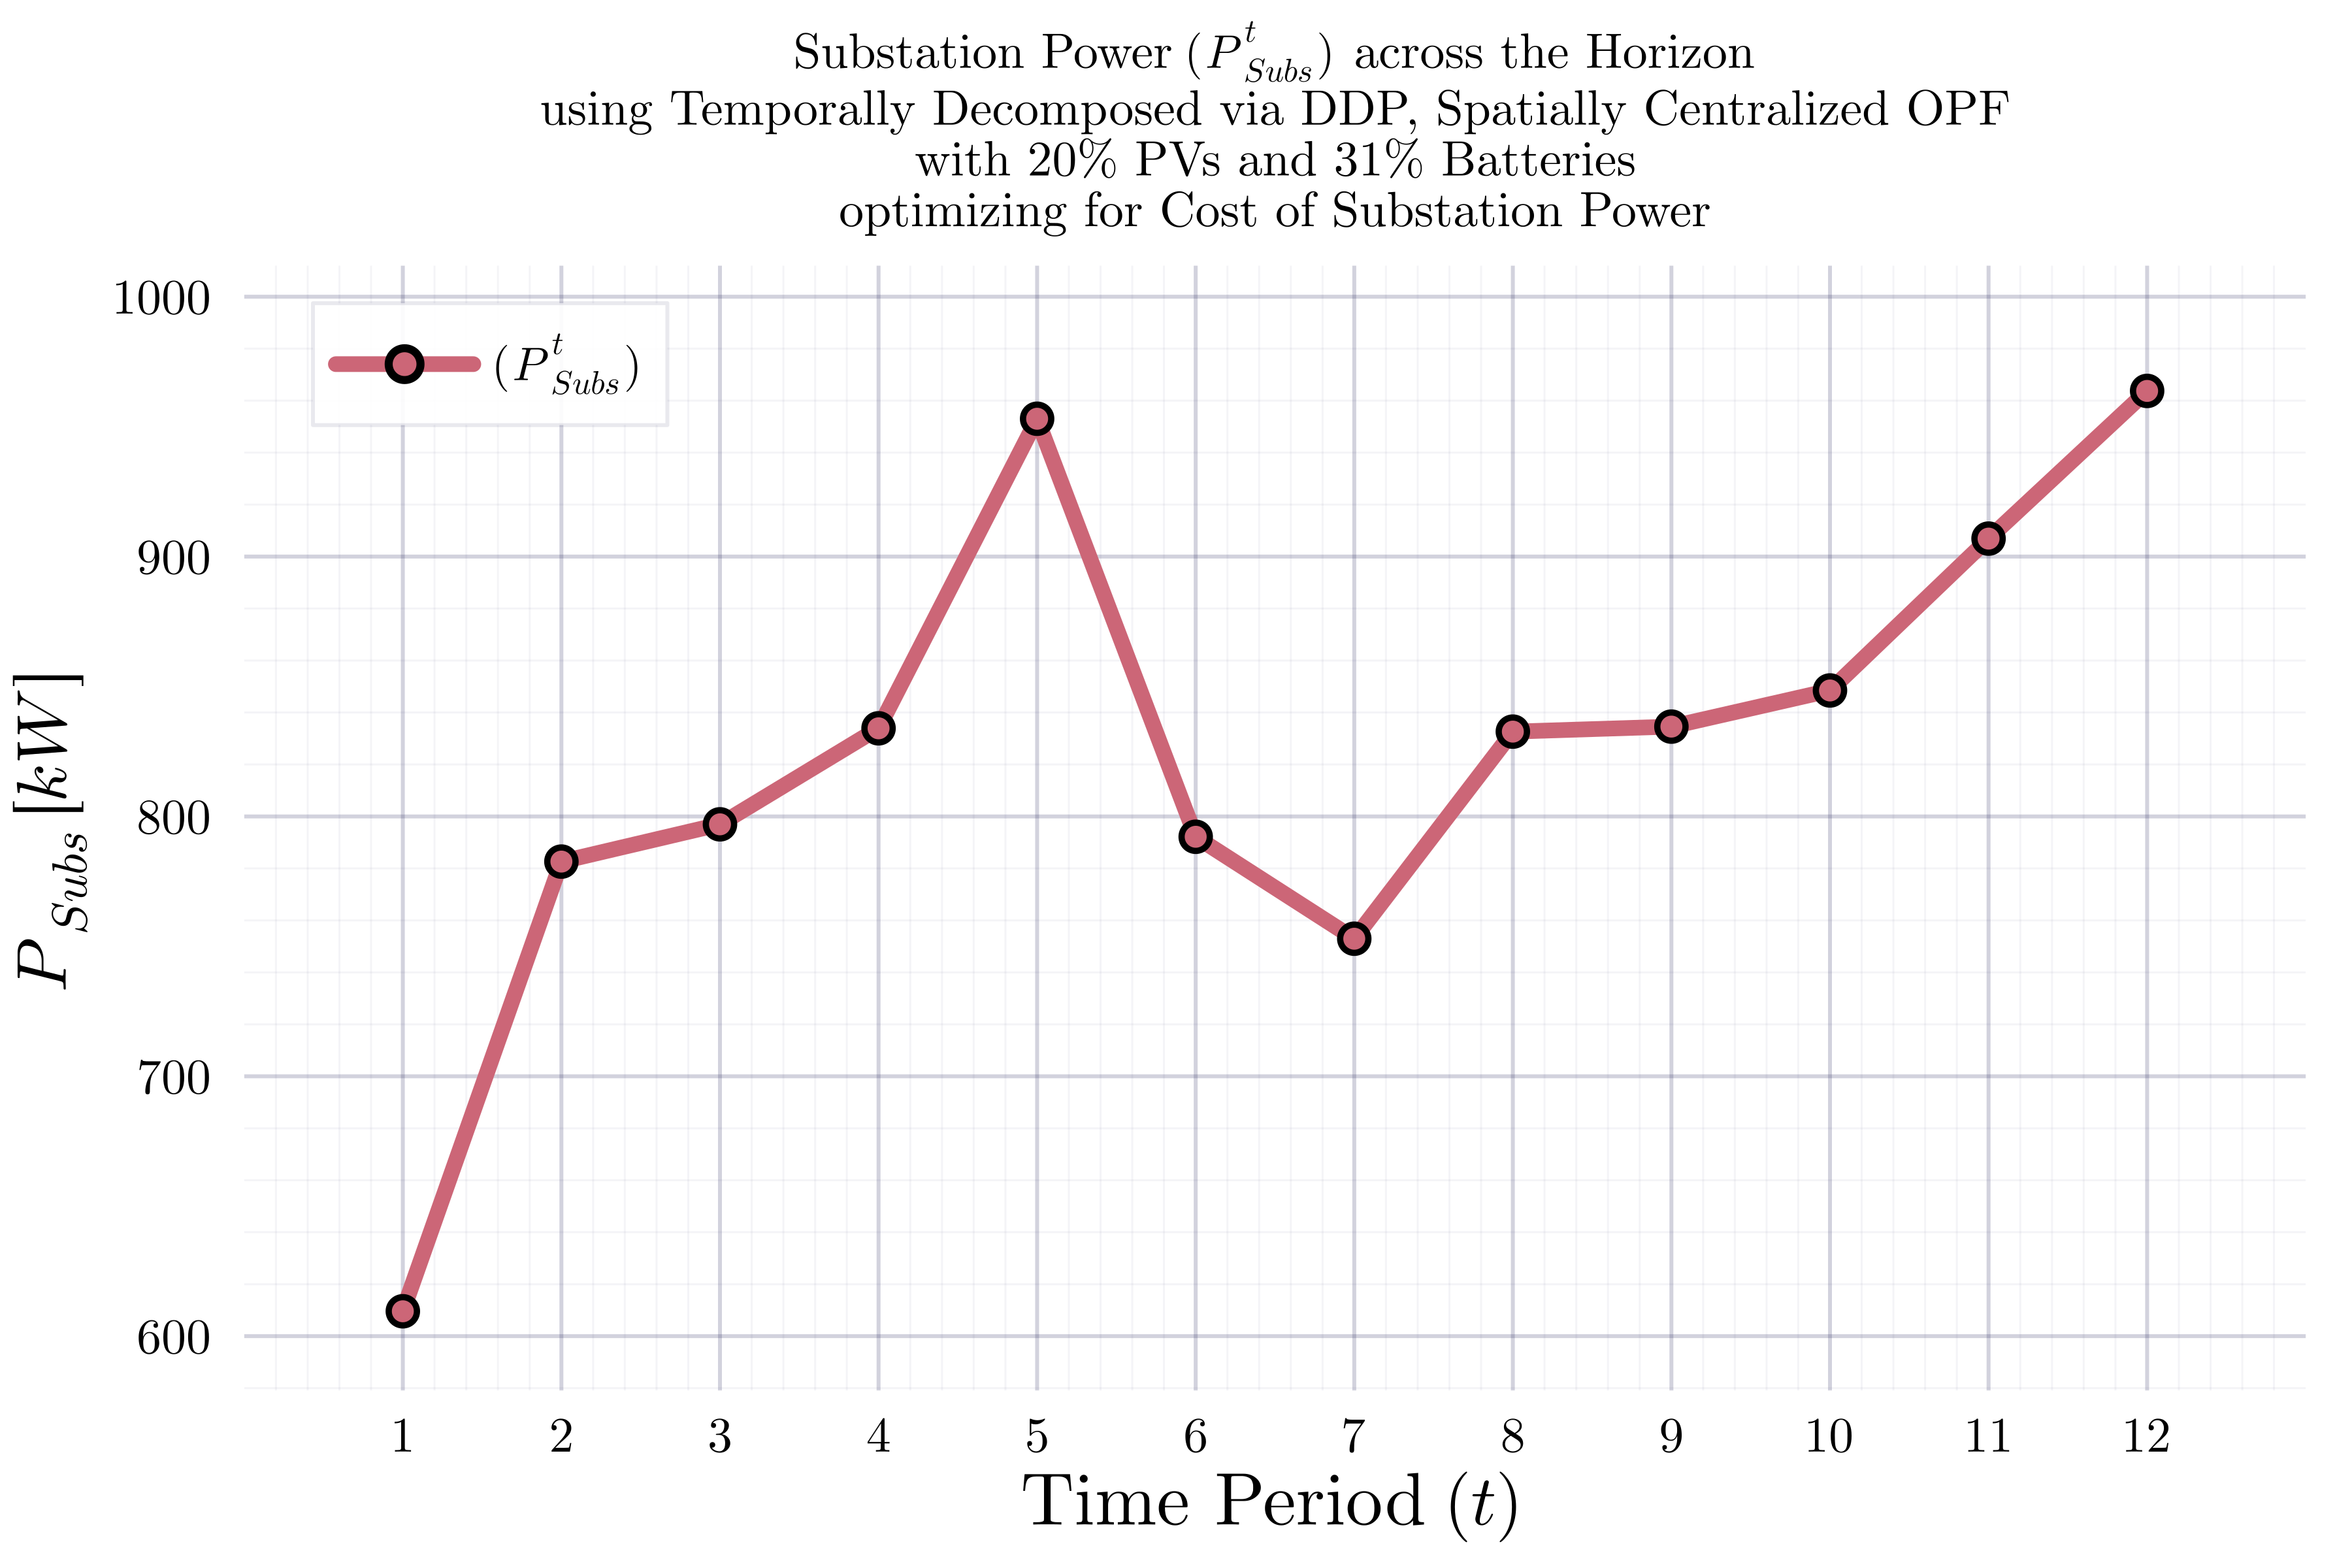 Substation Power (P^t_Subs) across the Horizon
using Temporally Decomposed via DDP, Spatially Centralized OPF
with 20% PVs and 31% Batteries
optimizing for Cost of Substation Power
(P^t_Subs)
1000
900
800
700
600
P_Subs [kW]
1 2 3 4 5 6 7 8 9 10 11 12
Time Period (t)